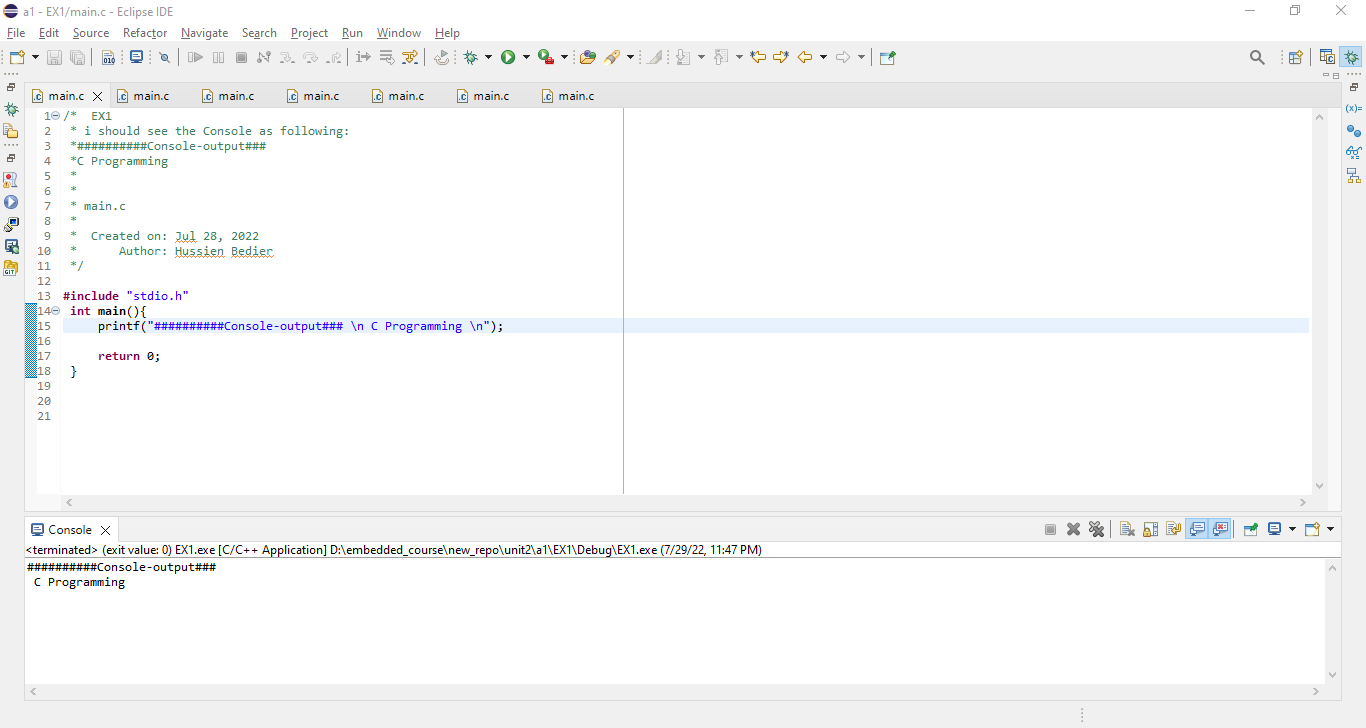 a1 - EX1/main.c - Eclipse IDE
File Edit Source Refactor Navigate Search Project Run Window Help
main.c main.c main.c main.c main.c main.c main.c
1 /*  EX1
2  * i should see the Console as following:
3  *##########Console-output###
4  *C Programming
5  *
6  *
7  * main.c
8  *
9  *  Created on: Jul 28, 2022
10  *      Author: Hussien Bedier
11  */
12
13 #include "stdio.h"
14  int main(){
15      printf("##########Console-output### \n C Programming \n");
16
17      return 0;
18  }
19
20
21
Console
<terminated> (exit value: 0) EX1.exe [C/C++ Application] D:\embedded_course\new_repo\unit2\a1\EX1\Debug\EX1.exe (7/29/22, 11:47 PM)
##########Console-output###
 C Programming